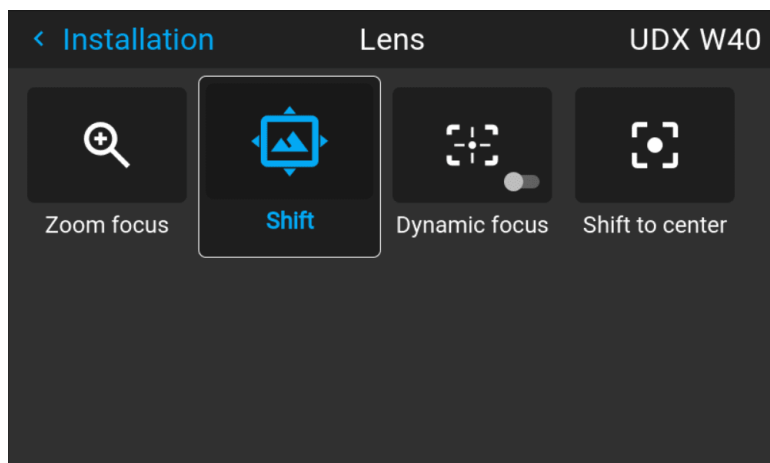 Installation Lens UDX W40
Zoom focus Shift Dynamic focus Shift to center